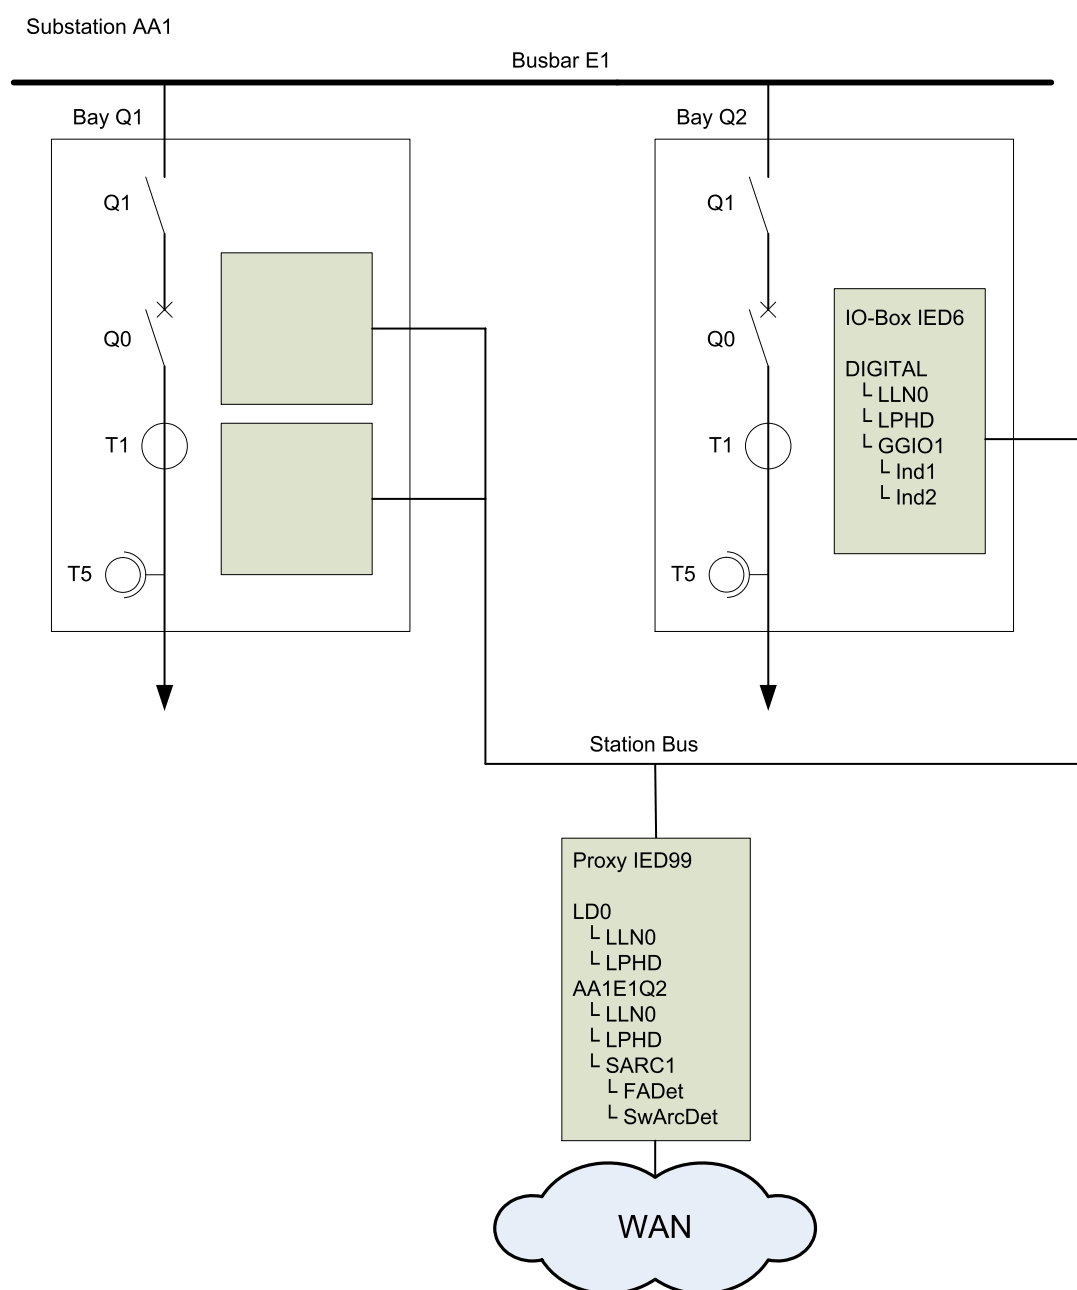 Substation AA1
Busbar E1
Bay Q1
Q1
Q0
T1
T5
Bay Q2
Q1
Q0
T1
T5
IO-Box IED6
DIGITAL
└ LLN0
└ LPHD
└ GGIO1
└ Ind1
└ Ind2
Station Bus
Proxy IED99
LD0
└ LLN0
└ LPHD
AA1E1Q2
└ LLN0
└ LPHD
└ SARC1
└ FADet
└ SwArcDet
WAN